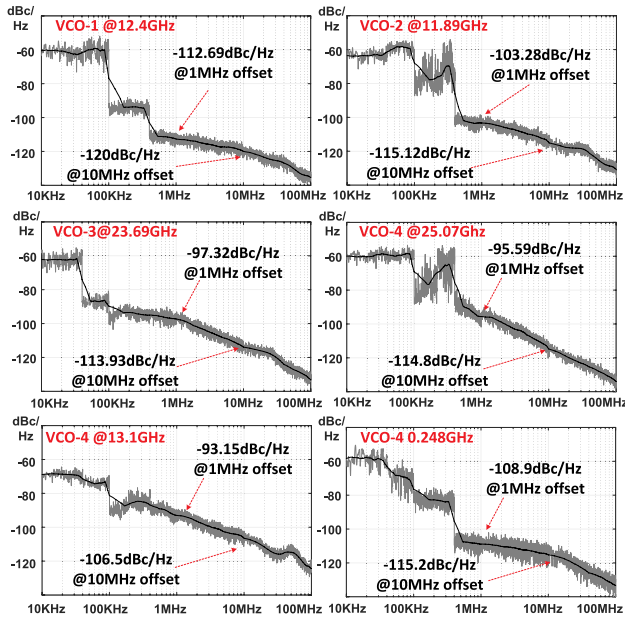 dBc/
Hz
VCO-1 @12.4GHz
-60
-80
-100
-120
-112.69dBc/Hz
@1MHz offset
-120dBc/Hz
@10MHz offset
10KHz
100KHz
1MHz
10MHz
100MHz
dBc/
Hz
VCO-2 @11.89GHz
-60
-80
-100
-120
-103.28dBc/Hz
@1MHz offset
-115.12dBc/Hz
@10MHz offset
10KHz
100KHz
1MHz
10MHz
100MHz
dBc/
Hz
VCO-3@23.69GHz
-60
-80
-100
-120
-97.32dBc/Hz
@1MHz offset
-113.93dBc/Hz
@10MHz offset
10KHz
100KHz
1MHz
10MHz
100MHz
dBc/
Hz
VCO-4 @25.07Ghz
-60
-80
-100
-120
-95.59dBc/Hz
@1MHz offset
-114.8dBc/Hz
@10MHz offset
10KHz
100KHz
1MHz
10MHz
100MHz
dBc/
Hz
VCO-4 @13.1GHz
-60
-80
-100
-120
-93.15dBc/Hz
@1MHz offset
-106.5dBc/Hz
@10MHz offset
10KHz
100KHz
1MHz
10MHz
100MHz
dBc/
Hz
VCO-4 0.248GHz
-60
-80
-100
-120
-108.9dBc/Hz
@1MHz offset
-115.2dBc/Hz
@10MHz offset
10KHz
100KHz
1MHz
10MHz
100MHz